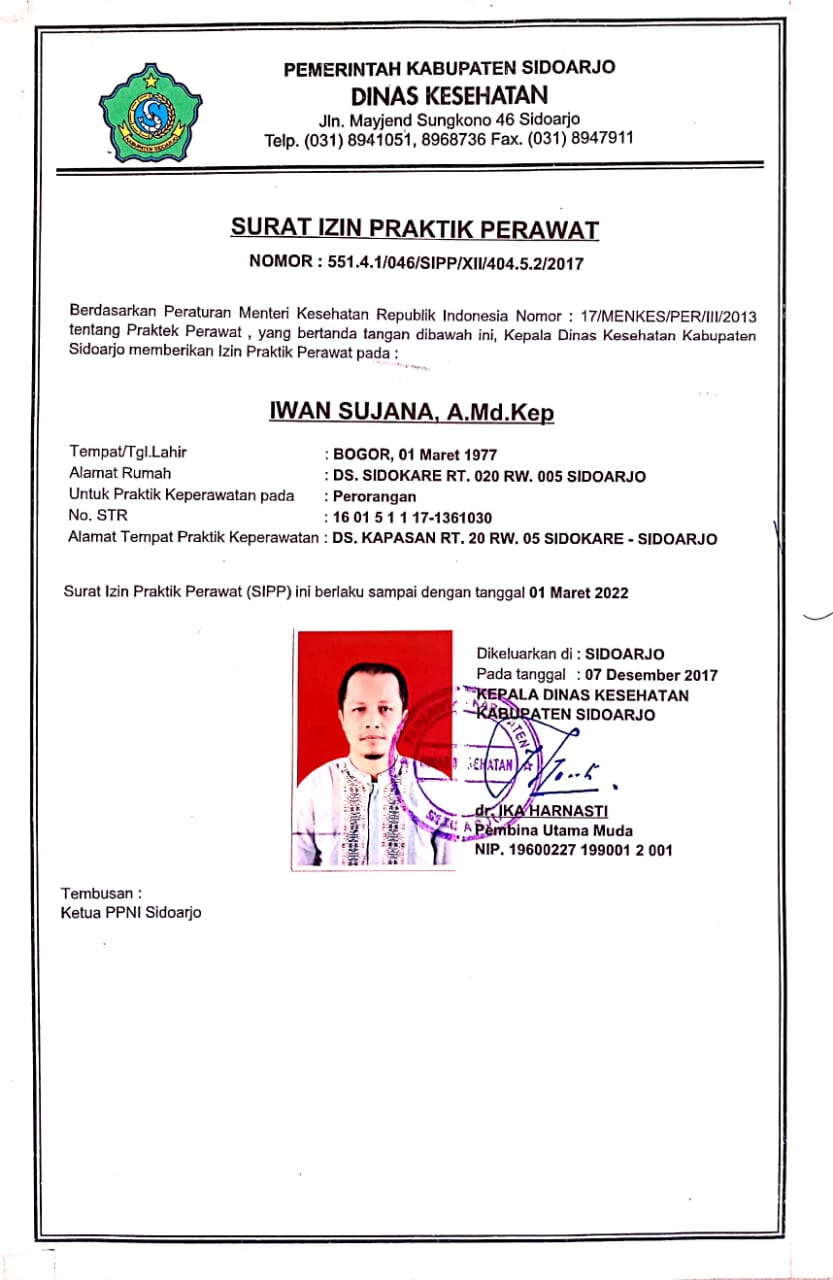 PEMERINTAH KABUPATEN SIDOARJO
DINAS KESEHATAN
Jln. Mayjend Sungkono 46 Sidoarjo
Telp. (031) 8941051, 8968736 Fax. (031) 8947911
KABUPATEN SIDOARJO
SURAT IZIN PRAKTIK PERAWAT
NOMOR : 551.4.1/046/SIPP/XII/404.5.2/2017
Berdasarkan Peraturan Menteri Kesehatan Republik Indonesia Nomor : 17/MENKES/PER/III/2013
tentang Praktek Perawat , yang bertanda tangan dibawah ini, Kepala Dinas Kesehatan Kabupaten
Sidoarjo memberikan Izin Praktik Perawat pada :
IWAN SUJANA, A.Md.Kep
Tempat/Tgl.Lahir : BOGOR, 01 Maret 1977
Alamat Rumah : DS. SIDOKARE RT. 020 RW. 005 SIDOARJO
Untuk Praktik Keperawatan pada : Perorangan
No. STR : 16 01 5 1 1 17-1361030
Alamat Tempat Praktik Keperawatan : DS. KAPASAN RT. 20 RW. 05 SIDOKARE - SIDOARJO
Surat Izin Praktik Perawat (SIPP) ini berlaku sampai dengan tanggal 01 Maret 2022
Dikeluarkan di : SIDOARJO
Pada tanggal : 07 Desember 2017
KEPALA DINAS KESEHATAN
KABUPATEN SIDOARJO
dr. IKA HARNASTI
Pembina Utama Muda
NIP. 19600227 199001 2 001
Tembusan :
Ketua PPNI Sidoarjo